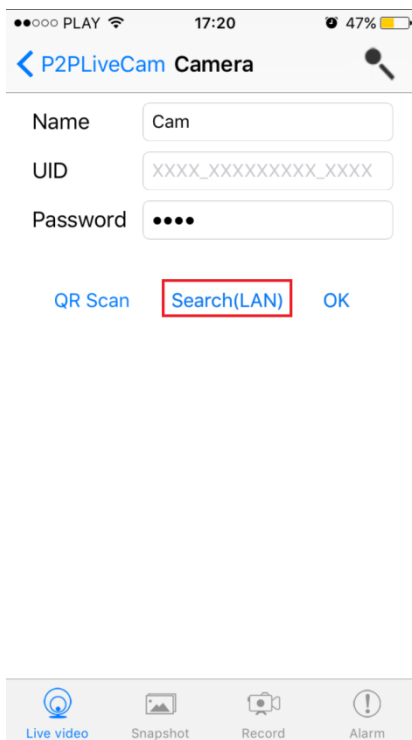 ●●○○○ PLAY 17:20 47%
P2PLiveCam Camera
Name Cam
UID XXXX_XXXXXXXXX_XXXX
Password ●●●●
QR Scan Search(LAN) OK
Live video Snapshot Record Alarm